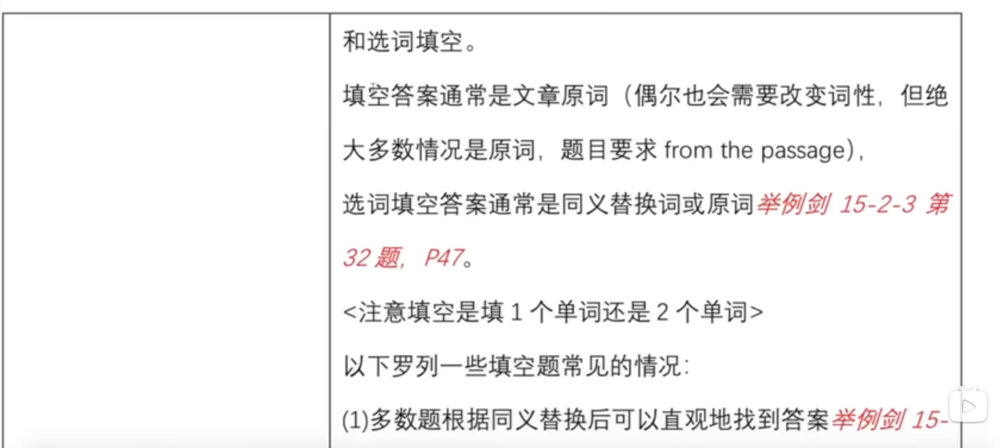 和选词填空。
填空答案通常是文章原词（偶尔也会需要改变词性，但绝
大多数情况是原词，题目要求 from the passage），
选词填空答案通常是同义替换词或原词举例剑 15-2-3 第
32 题，P47。
<注意填空是填 1 个单词还是 2 个单词>
以下罗列一些填空题常见的情况：
(1)多数题根据同义替换后可以直观地找到答案举例剑 15-